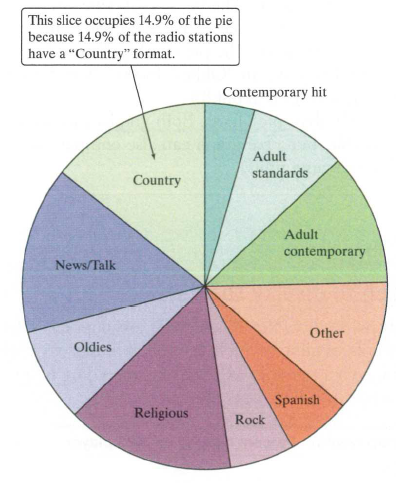 This slice occupies 14.9% of the pie
because 14.9% of the radio stations
have a “Country” format.
Contemporary hit
Adult
standards
Country
Adult
contemporary
News/Talk
Other
Oldies
Spanish
Religious
Rock